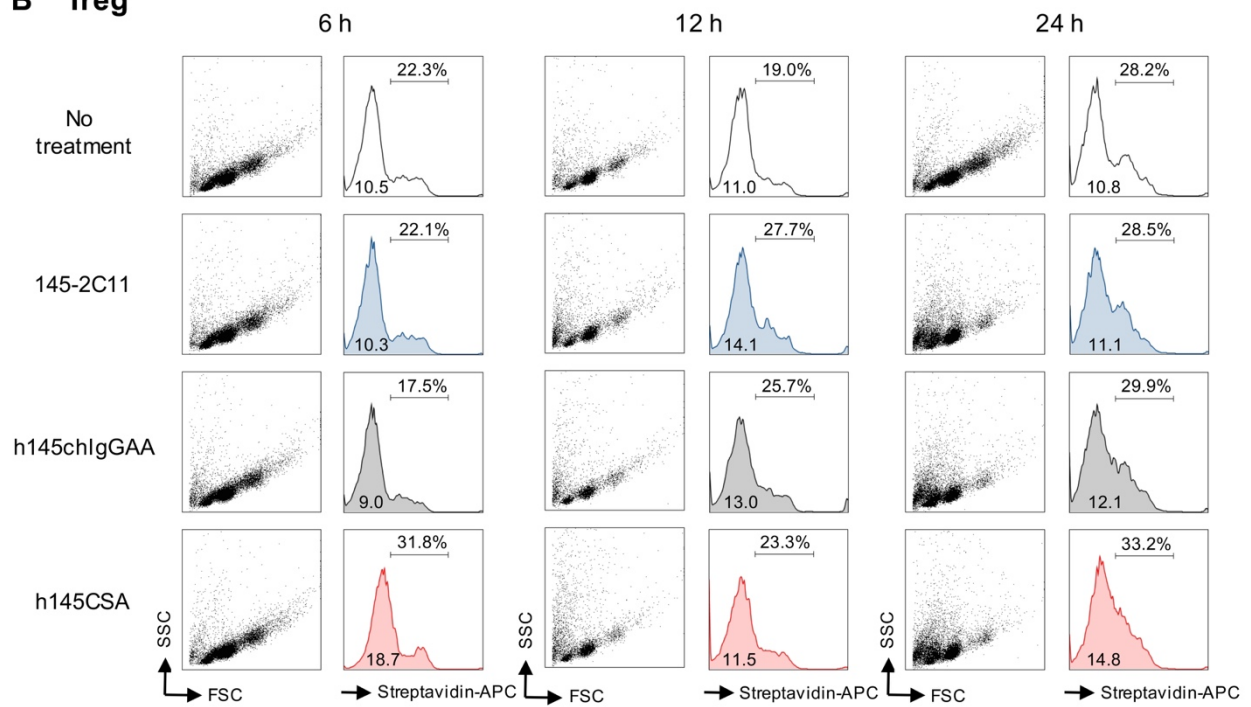 B Treg
6 h 12 h 24 h
22.3% 19.0% 28.2%
No
treatment
10.5 11.0 10.8
22.1% 27.7% 28.5%
145-2C11
10.3 14.1 11.1
17.5% 25.7% 29.9%
h145chIgGAA
9.0 13.0 12.1
31.8% 23.3% 33.2%
h145CSA
18.7 11.5 14.8
SSC SSC SSC
FSC Streptavidin-APC FSC Streptavidin-APC FSC Streptavidin-APC